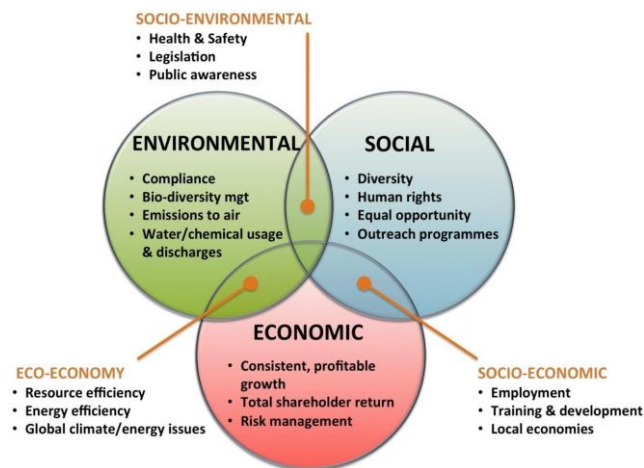 SOCIO-ENVIRONMENTAL
• Health & Safety
• Legislation
• Public awareness
ENVIRONMENTAL
• Compliance
• Bio-diversity mgt
• Emissions to air
• Water/chemical usage
& discharges
SOCIAL
• Diversity
• Human rights
• Equal opportunity
• Outreach programmes
ECONOMIC
• Consistent, profitable
growth
• Total shareholder return
• Risk management
ECO-ECONOMY
• Resource efficiency
• Energy efficiency
• Global climate/energy issues
SOCIO-ECONOMIC
• Employment
• Training & development
• Local economies